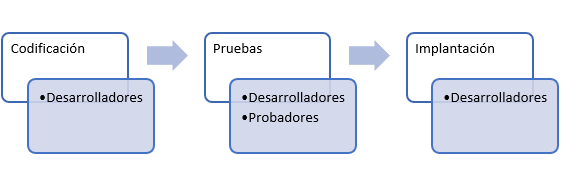 Codificación
•Desarrolladores
Pruebas
•Desarrolladores
•Probadores
Implantación
•Desarrolladores